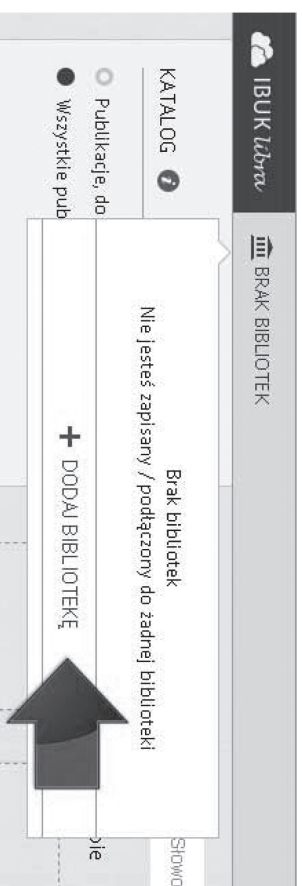 IBUK libra
BRAK BIBLIOTEK
KATALOG
Publikacje, do
Wszystkie pub
Brak bibliotek
Nie jesteś zapisany / podłączony do żadnej biblioteki
+ DODAJ BIBLIOTEKĘ
Słowo